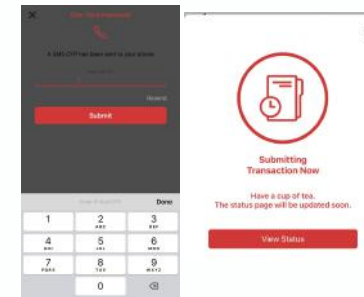 A SMS OTP has been sent to your phone
Resend
Submit
Done
1
2
ABC
3
DEF
4
GHI
5
JKL
6
MNO
7
PQRS
8
TUV
9
WXYZ
0
Submitting
Transaction Now
Have a cup of tea.
The status page will be updated soon.
View Status